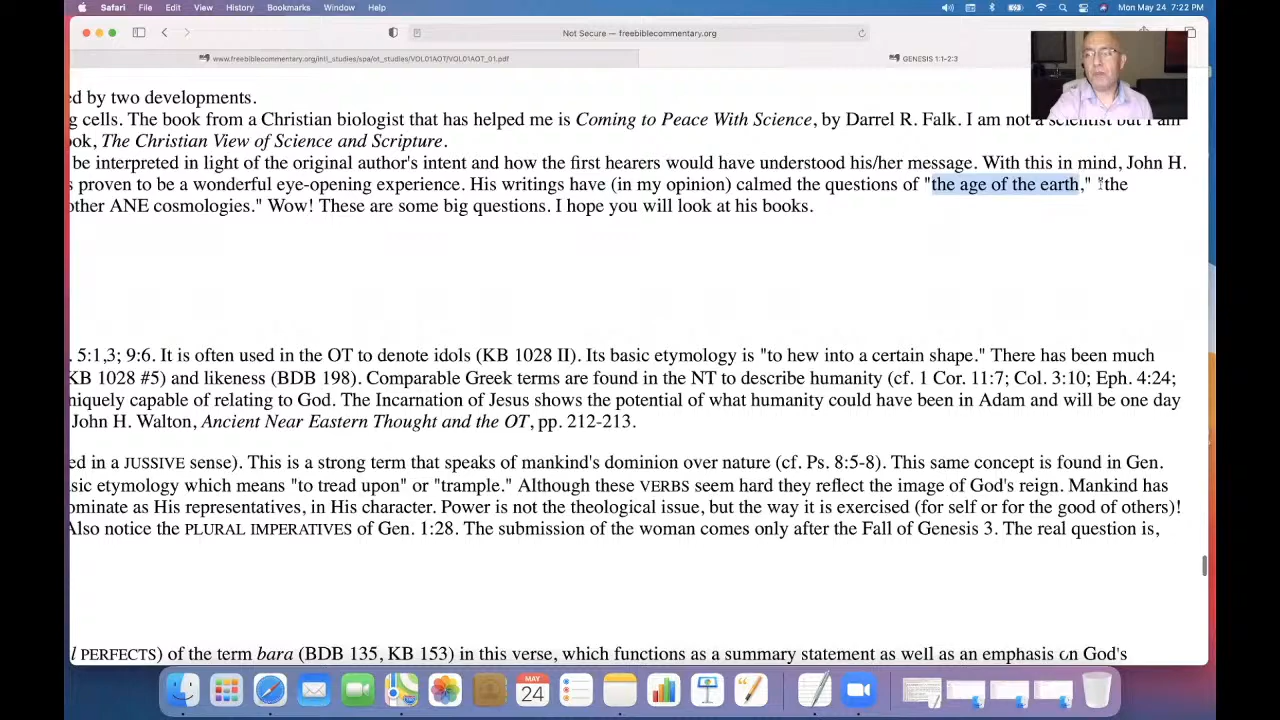 Safari File Edit View History Bookmarks Window Help Mon May 24 7:22 PM
Not Secure — freebiblecommentary.org
www.freebiblecommentary.org/intl_studies/spa/ot_studies/VOL01AOT/VOL01AOT_01.pdf GENESIS 1:1-2:3
ed by two developments.
g cells. The book from a Christian biologist that has helped me is Coming to Peace With Science, by Darrel R. Falk. I am not a scientist but I am
ook, The Christian View of Science and Scripture.
be interpreted in light of the original author's intent and how the first hearers would have understood his/her message. With this in mind, John H.
s proven to be a wonderful eye-opening experience. His writings have (in my opinion) calmed the questions of "the age of the earth," "the
other ANE cosmologies." Wow! These are some big questions. I hope you will look at his books.
. 5:1,3; 9:6. It is often used in the OT to denote idols (KB 1028 II). Its basic etymology is "to hew into a certain shape." There has been much
KB 1028 #5) and likeness (BDB 198). Comparable Greek terms are found in the NT to describe humanity (cf. 1 Cor. 11:7; Col. 3:10; Eph. 4:24;
niquely capable of relating to God. The Incarnation of Jesus shows the potential of what humanity could have been in Adam and will be one day
John H. Walton, Ancient Near Eastern Thought and the OT, pp. 212-213.
ed in a JUSSIVE sense). This is a strong term that speaks of mankind's dominion over nature (cf. Ps. 8:5-8). This same concept is found in Gen.
sic etymology which means "to tread upon" or "trample." Although these VERBS seem hard they reflect the image of God's reign. Mankind has
ominate as His representatives, in His character. Power is not the theological issue, but the way it is exercised (for self or for the good of others)!
Also notice the PLURAL IMPERATIVES of Gen. 1:28. The submission of the woman comes only after the Fall of Genesis 3. The real question is,
l PERFECTS) of the term bara (BDB 135, KB 153) in this verse, which functions as a summary statement as well as an emphasis on God's
MAY
24